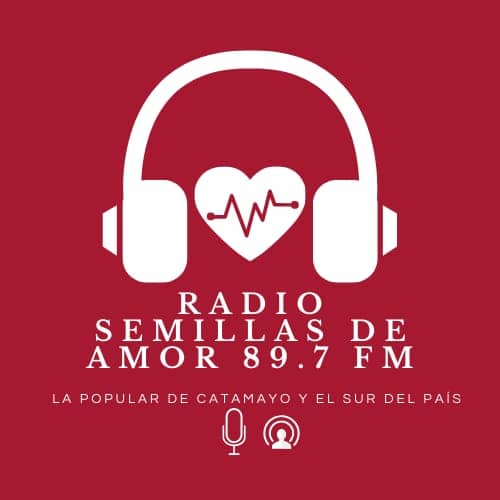 RADIO
SEMILLAS DE
AMOR 89.7 FM
LA POPULAR DE CATAMAYO Y EL SUR DEL PAÍS